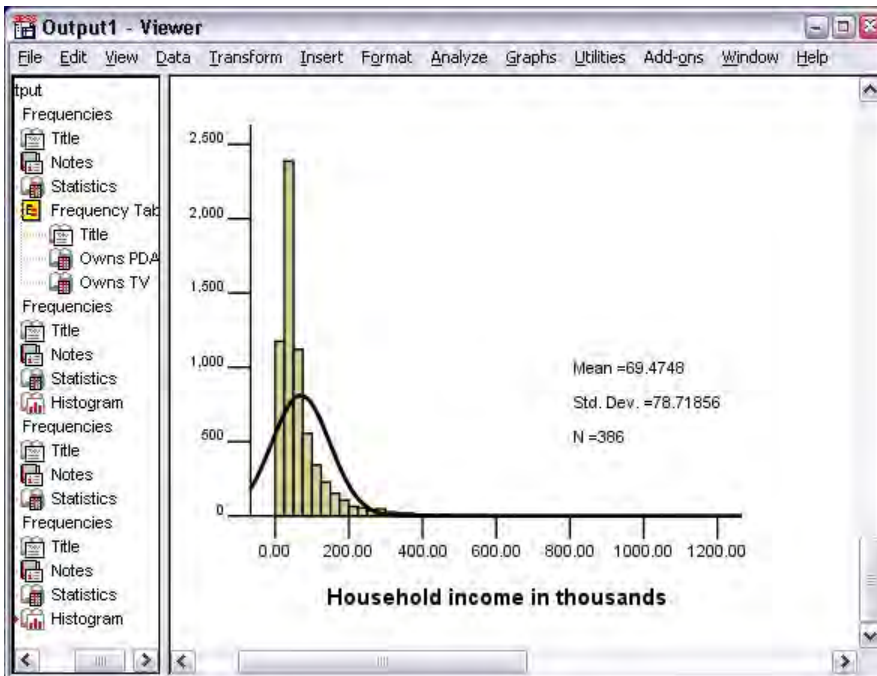 Output1 - Viewer
File Edit View Data Transform Insert Format Analyze Graphs Utilities Add-ons Window Help
tput
Frequencies
Title
Notes
Statistics
Frequency Tab
Title
Owns PDA
Owns TV
Frequencies
Title
Notes
Statistics
Histogram
Frequencies
Title
Notes
Statistics
Frequencies
Title
Notes
Statistics
Histogram
2,500
2,000
1,500
1,000
500
0
0.00 200.00 400.00 600.00 800.00 1000.00 1200.00
Mean =69.4748
Std. Dev. =78.71856
N =386
Household income in thousands